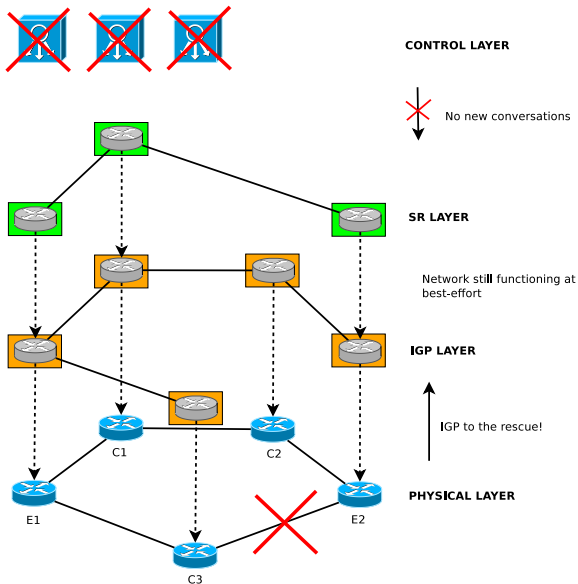 CONTROL LAYER
No new conversations
SR LAYER
Network still functioning at
best-effort
IGP LAYER
C1
C2
IGP to the rescue!
PHYSICAL LAYER
E1
E2
C3